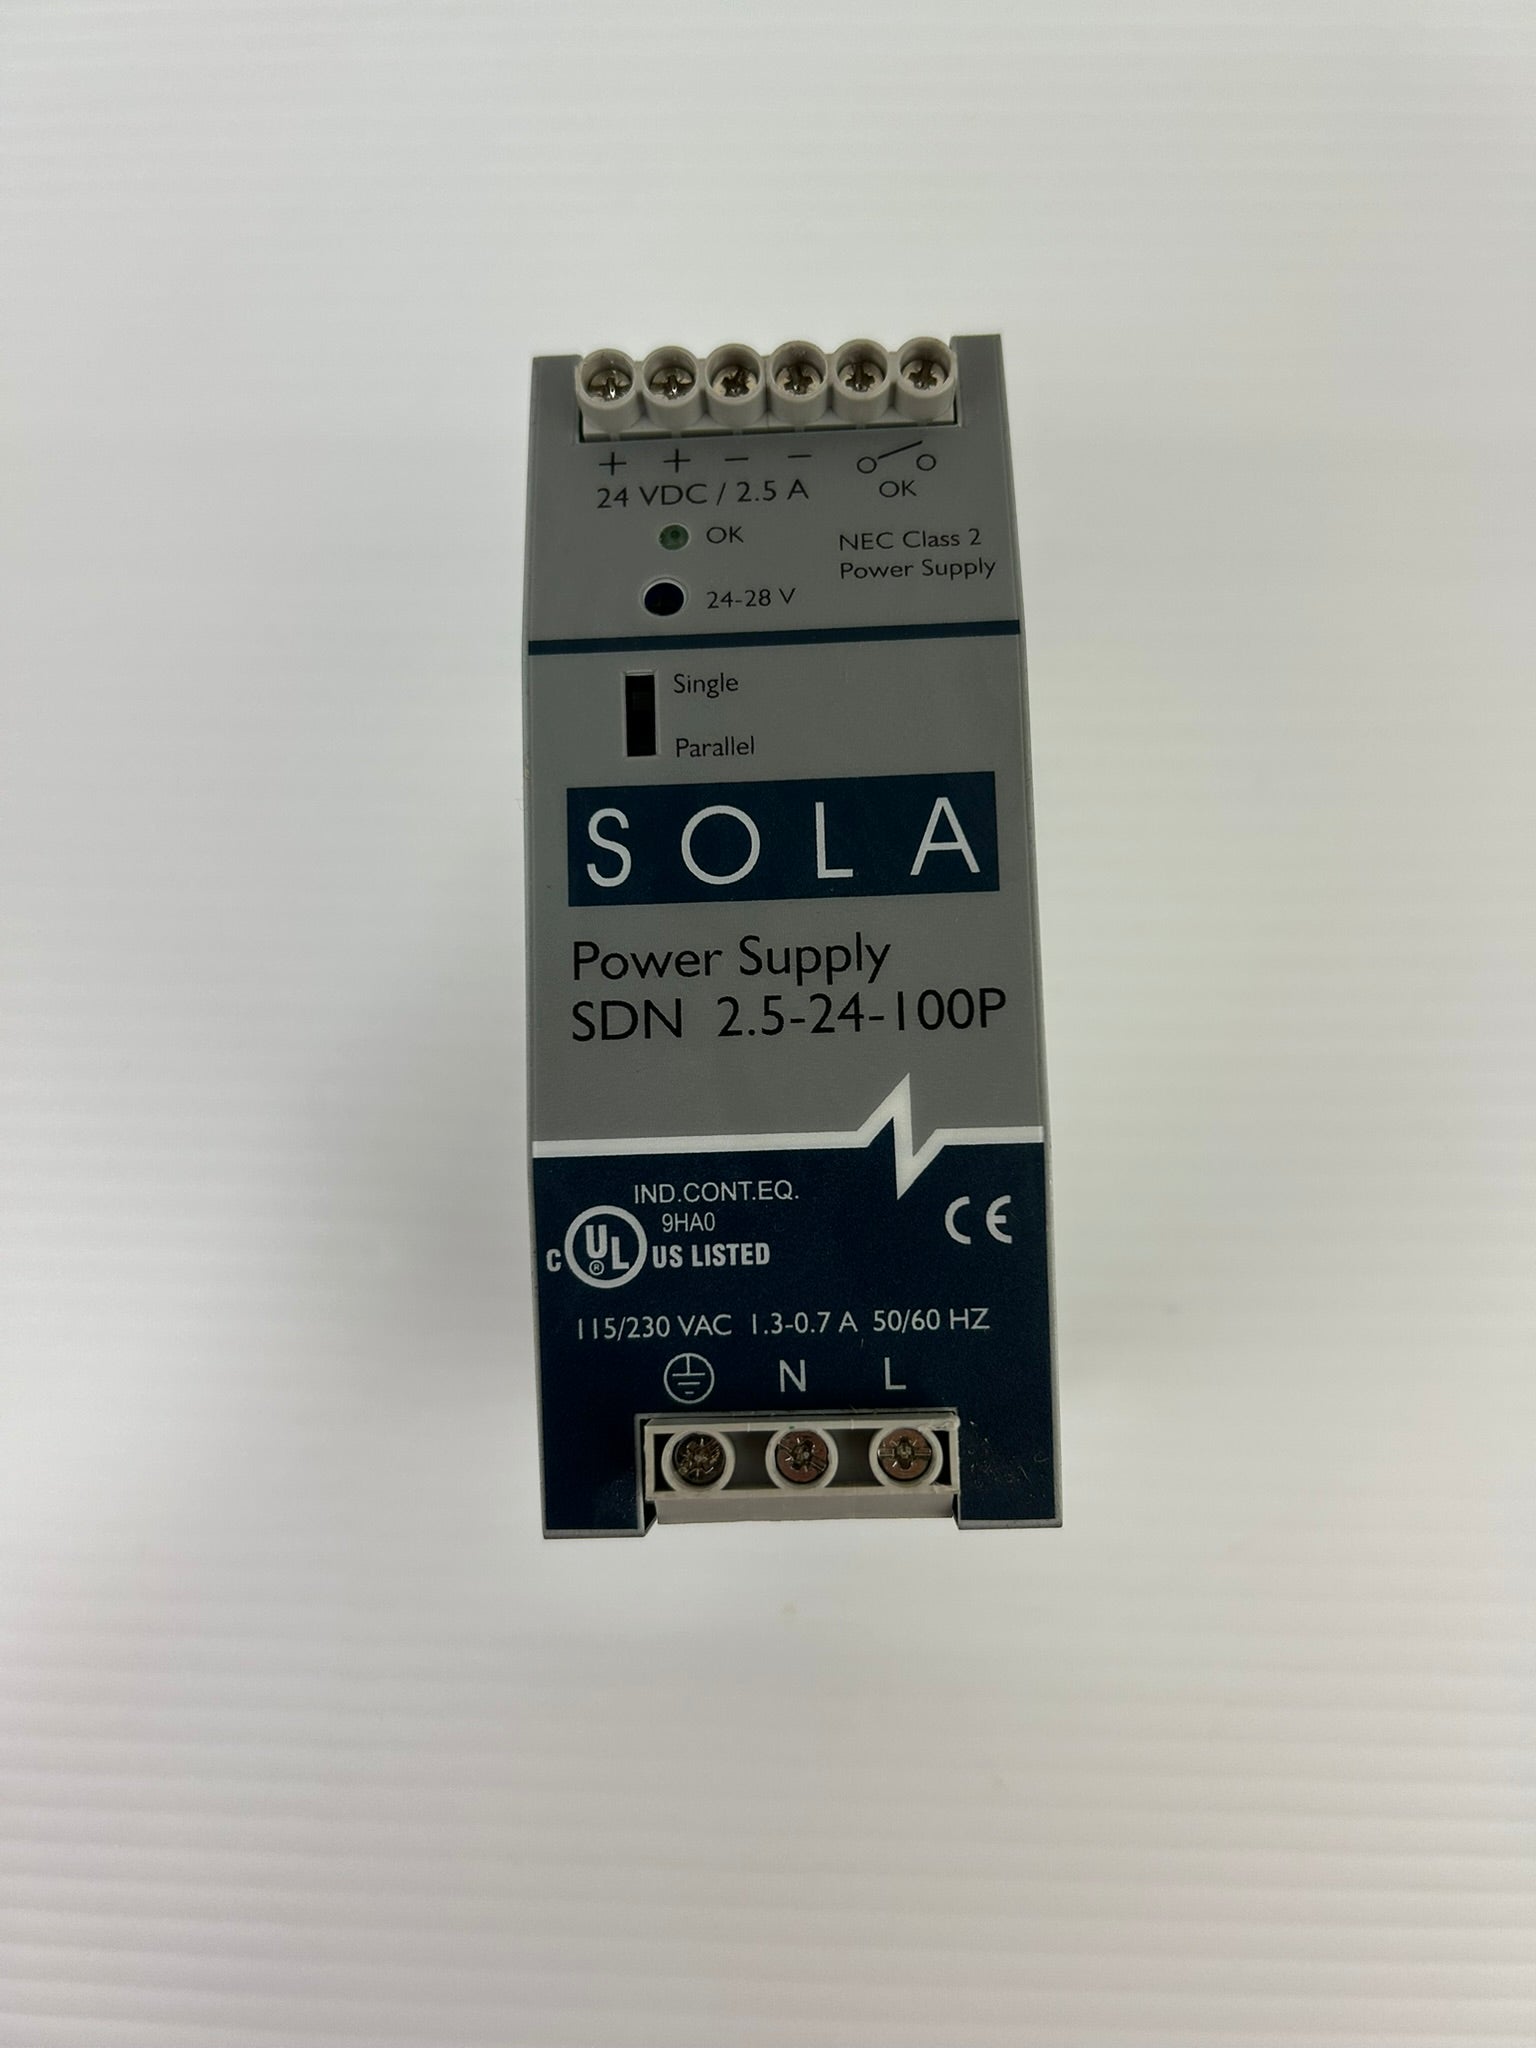 + + − −
24 VDC / 2.5 A
OK
OK
NEC Class 2
Power Supply
24-28 V
Single
Parallel
SOLA
Power Supply
SDN 2.5-24-100P
IND.CONT.EQ.
9HA0
C UL ® US LISTED
CE
115/230 VAC 1.3-0.7 A 50/60 HZ
N L